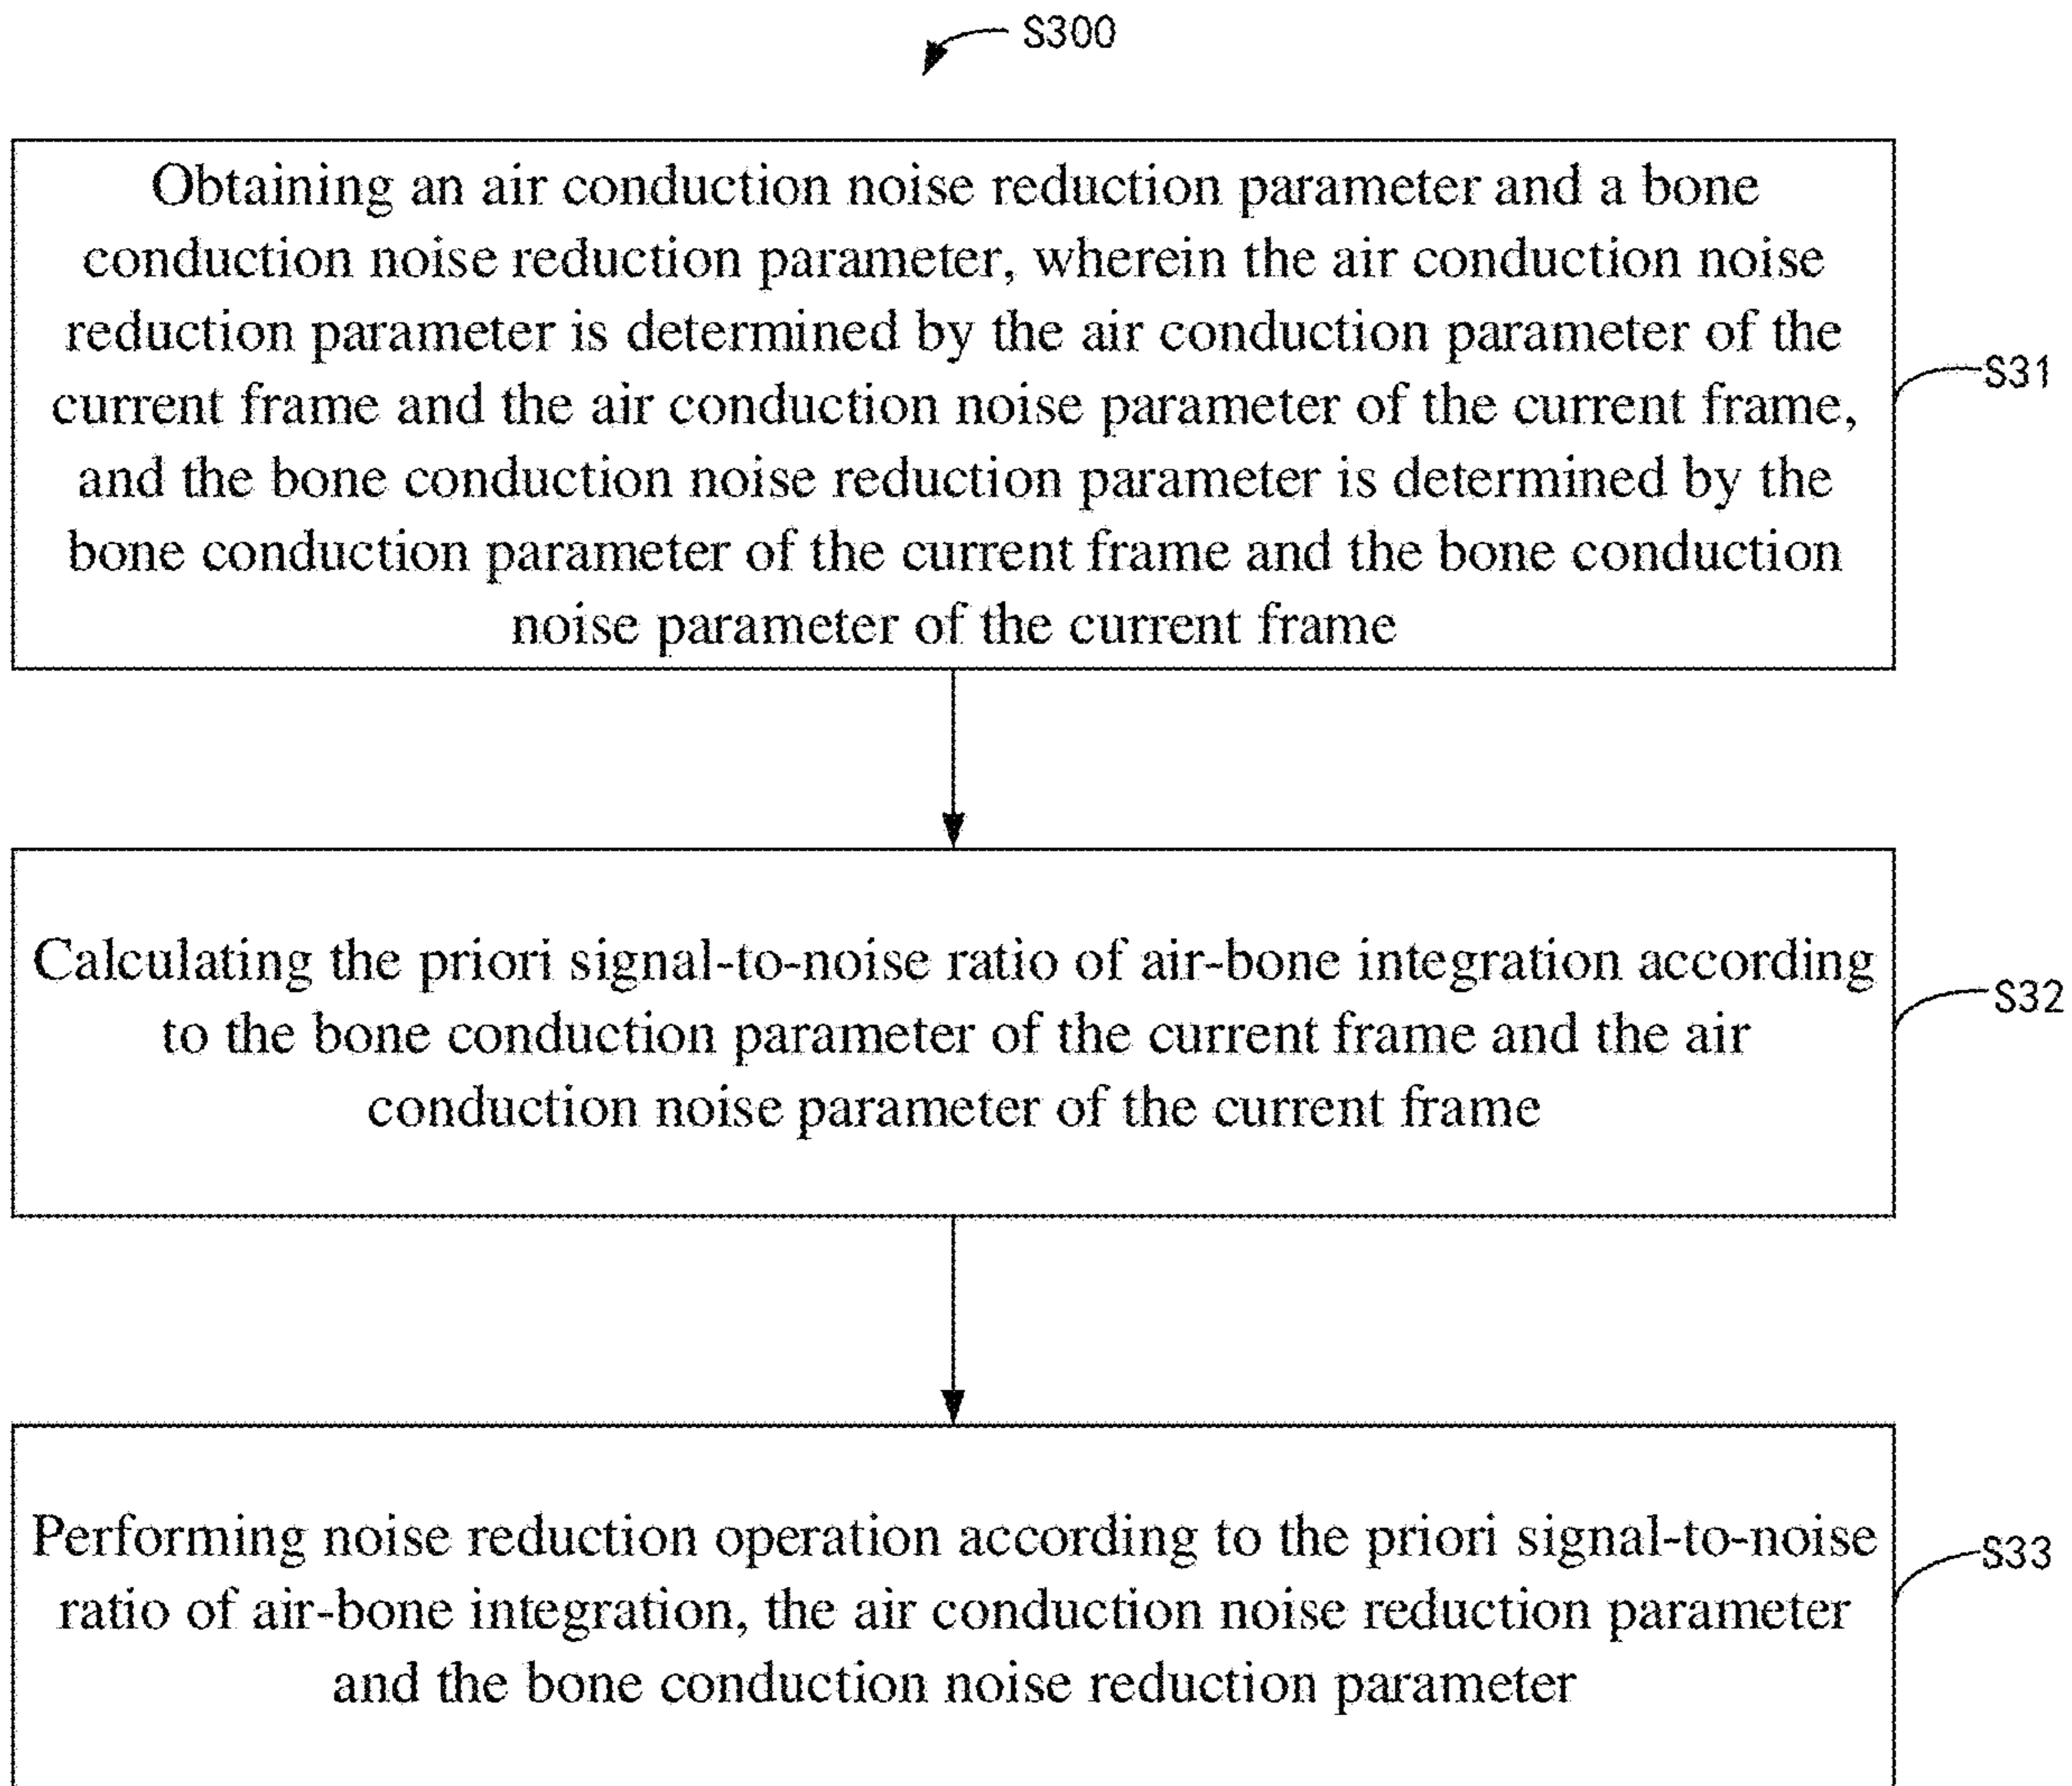 S300
Obtaining an air conduction noise reduction parameter and a bone
conduction noise reduction parameter, wherein the air conduction noise
reduction parameter is determined by the air conduction parameter of the
current frame and the air conduction noise parameter of the current frame,
and the bone conduction noise reduction parameter is determined by the
bone conduction parameter of the current frame and the bone conduction
noise parameter of the current frame
S31
Calculating the priori signal-to-noise ratio of air-bone integration according
to the bone conduction parameter of the current frame and the air
conduction noise parameter of the current frame
S32
Performing noise reduction operation according to the priori signal-to-noise
ratio of air-bone integration, the air conduction noise reduction parameter
and the bone conduction noise reduction parameter
S33